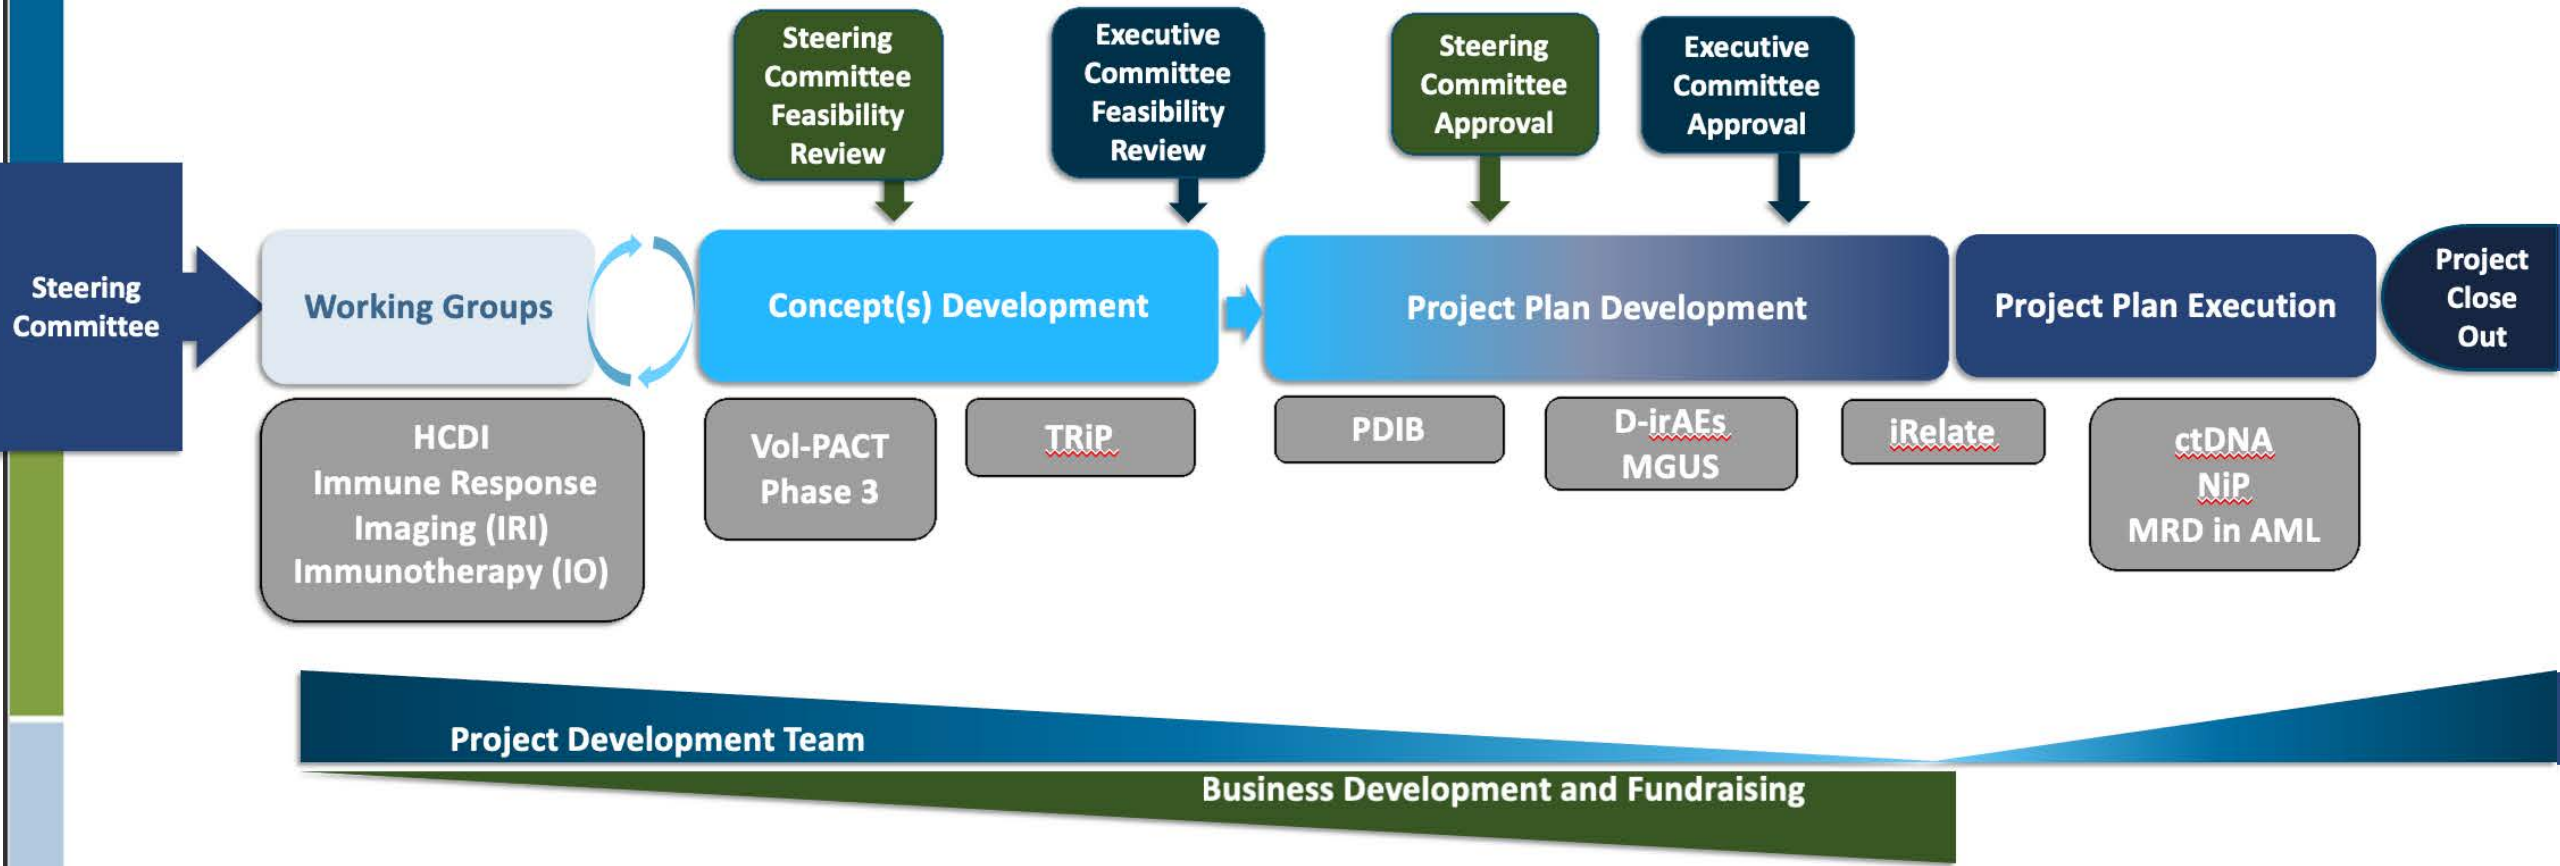 Steering
Committee
Feasibility
Review
Executive
Committee
Feasibility
Review
Steering
Committee
Approval
Executive
Committee
Approval
Steering
Committee
Working Groups
Concept(s) Development
Project Plan Development
Project Plan Execution
Project
Close
Out
HCDI
Immune Response
Imaging (IRI)
Immunotherapy (IO)
Vol-PACT
Phase 3
TRiP
PDIB
D-irAEs
MGUS
iRelate
ctDNA
NiP
MRD in AML
Project Development Team
Business Development and Fundraising